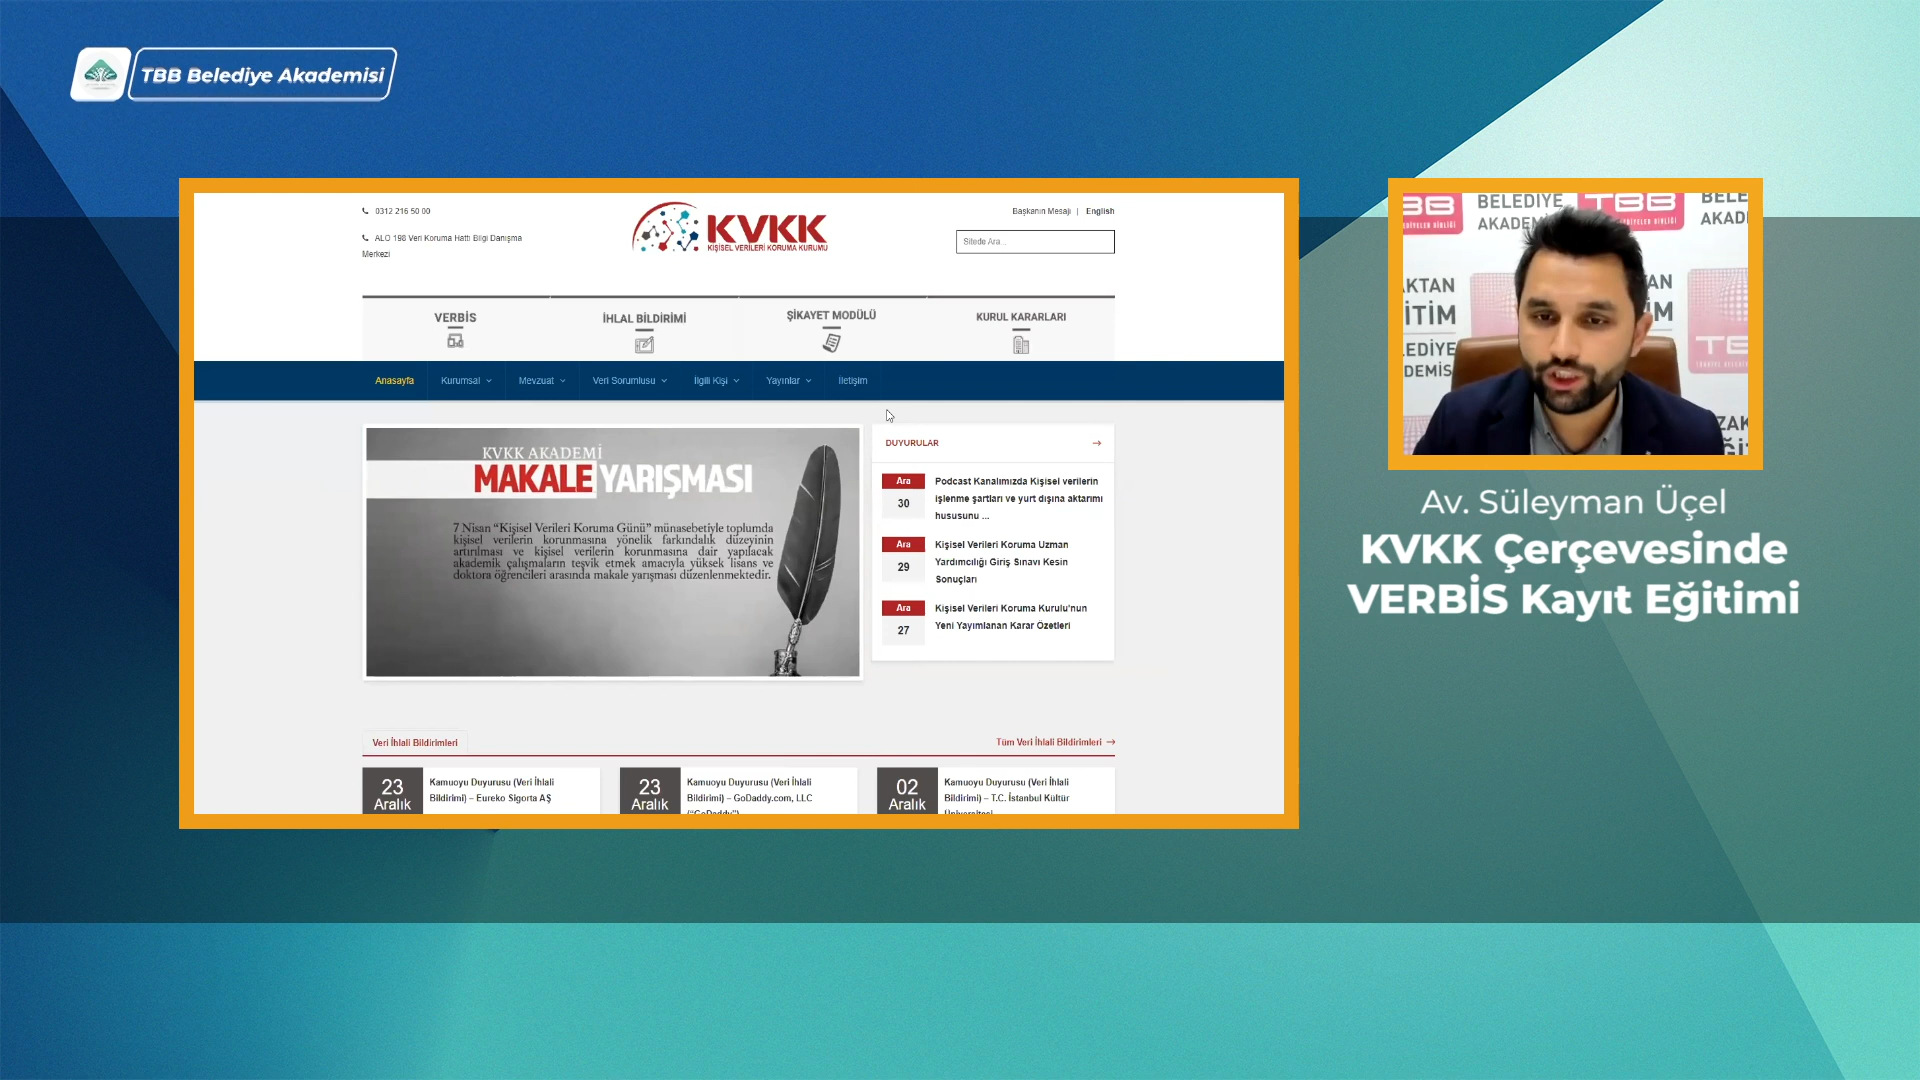 TBB Belediye Akademisi
0312 216 50 00
ALO 198 Veri Koruma Hattı Bilgi Danışma
Merkezi
KVKK
KİŞİSEL VERİLERİ KORUMA KURUMU
Başkanın Mesajı | English
Sitede Ara...
VERBİS
İHLAL BİLDİRİMİ
ŞİKAYET MODÜLÜ
KURUL KARARLARI
Anasayfa
Kurumsal
Mevzuat
Veri Sorumlusu
İlgili Kişi
Yayınlar
İletişim
KVKK AKADEMİ
MAKALE YARIŞMASI
7 Nisan “Kişisel Verileri Koruma Günü” münasebetiyle toplumda
kişisel verilerin korunmasına yönelik farkındalık düzeyinin
artırılması ve kişisel verilerin korunmasına dair yapılacak
akademik çalışmaların teşvik etmek amacıyla yüksek lisans ve
doktora öğrencileri arasında makale yarışması düzenlenmektedir.
DUYURULAR
Ara
30
Podcast Kanalımızda Kişisel verilerin
işlenme şartları ve yurt dışına aktarımı
hususunu ...
Ara
29
Kişisel Verileri Koruma Uzman
Yardımcılığı Giriş Sınavı Kesin
Sonuçları
Ara
27
Kişisel Verileri Koruma Kurulu'nun
Yeni Yayımlanan Karar Özetleri
Veri İhlali Bildirimleri
Tüm Veri İhlali Bildirimleri
23
Aralık
Kamuoyu Duyurusu (Veri İhlali
Bildirimi) – Eureko Sigorta AŞ
23
Aralık
Kamuoyu Duyurusu (Veri İhlali
Bildirimi) – GoDaddy.com, LLC
(“GoDaddy”)
02
Aralık
Kamuoyu Duyurusu (Veri İhlali
Bildirimi) – T.C. İstanbul Kültür
Üniversitesi
BELEDİYE
TBB
Av. Süleyman Üçel
KVKK Çerçevesinde
VERBİS Kayıt Eğitimi